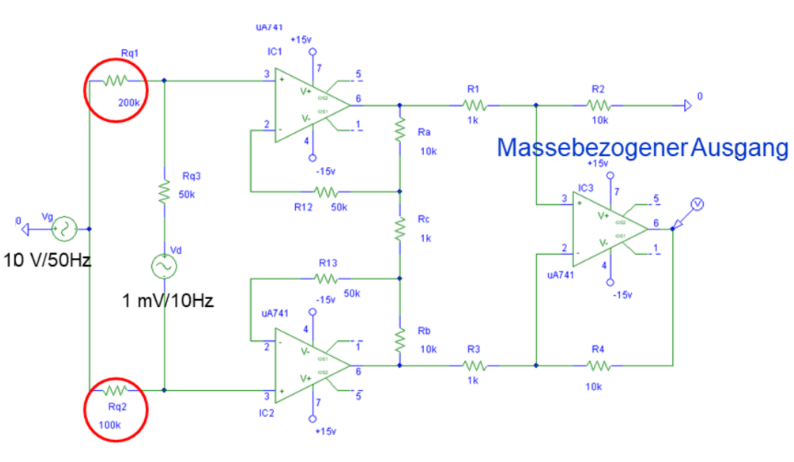 uA741
+15v
IC1
Rq1
200k
3
+
7
5
V+
OS2
6
OS1
V-
2
-
1
4
-15v
R1
1k
R2
10k
0
Ra
10k
Massebezogener Ausgang
Rq3
50k
R12
50k
+15v
IC3
7
5
3
+
V+
OS2
6
V
OS1
V-
2
-
1
4
uA741
-15v
0
Vg
10 V/50Hz
Rc
1k
Vd
1 mV/10Hz
R13
50k
uA741
-15v
4
1
2
-
V-
OS1
6
OS2
V+
3
+
5
7
IC2
+15v
Rb
10k
R3
1k
R4
10k
Rq2
100k